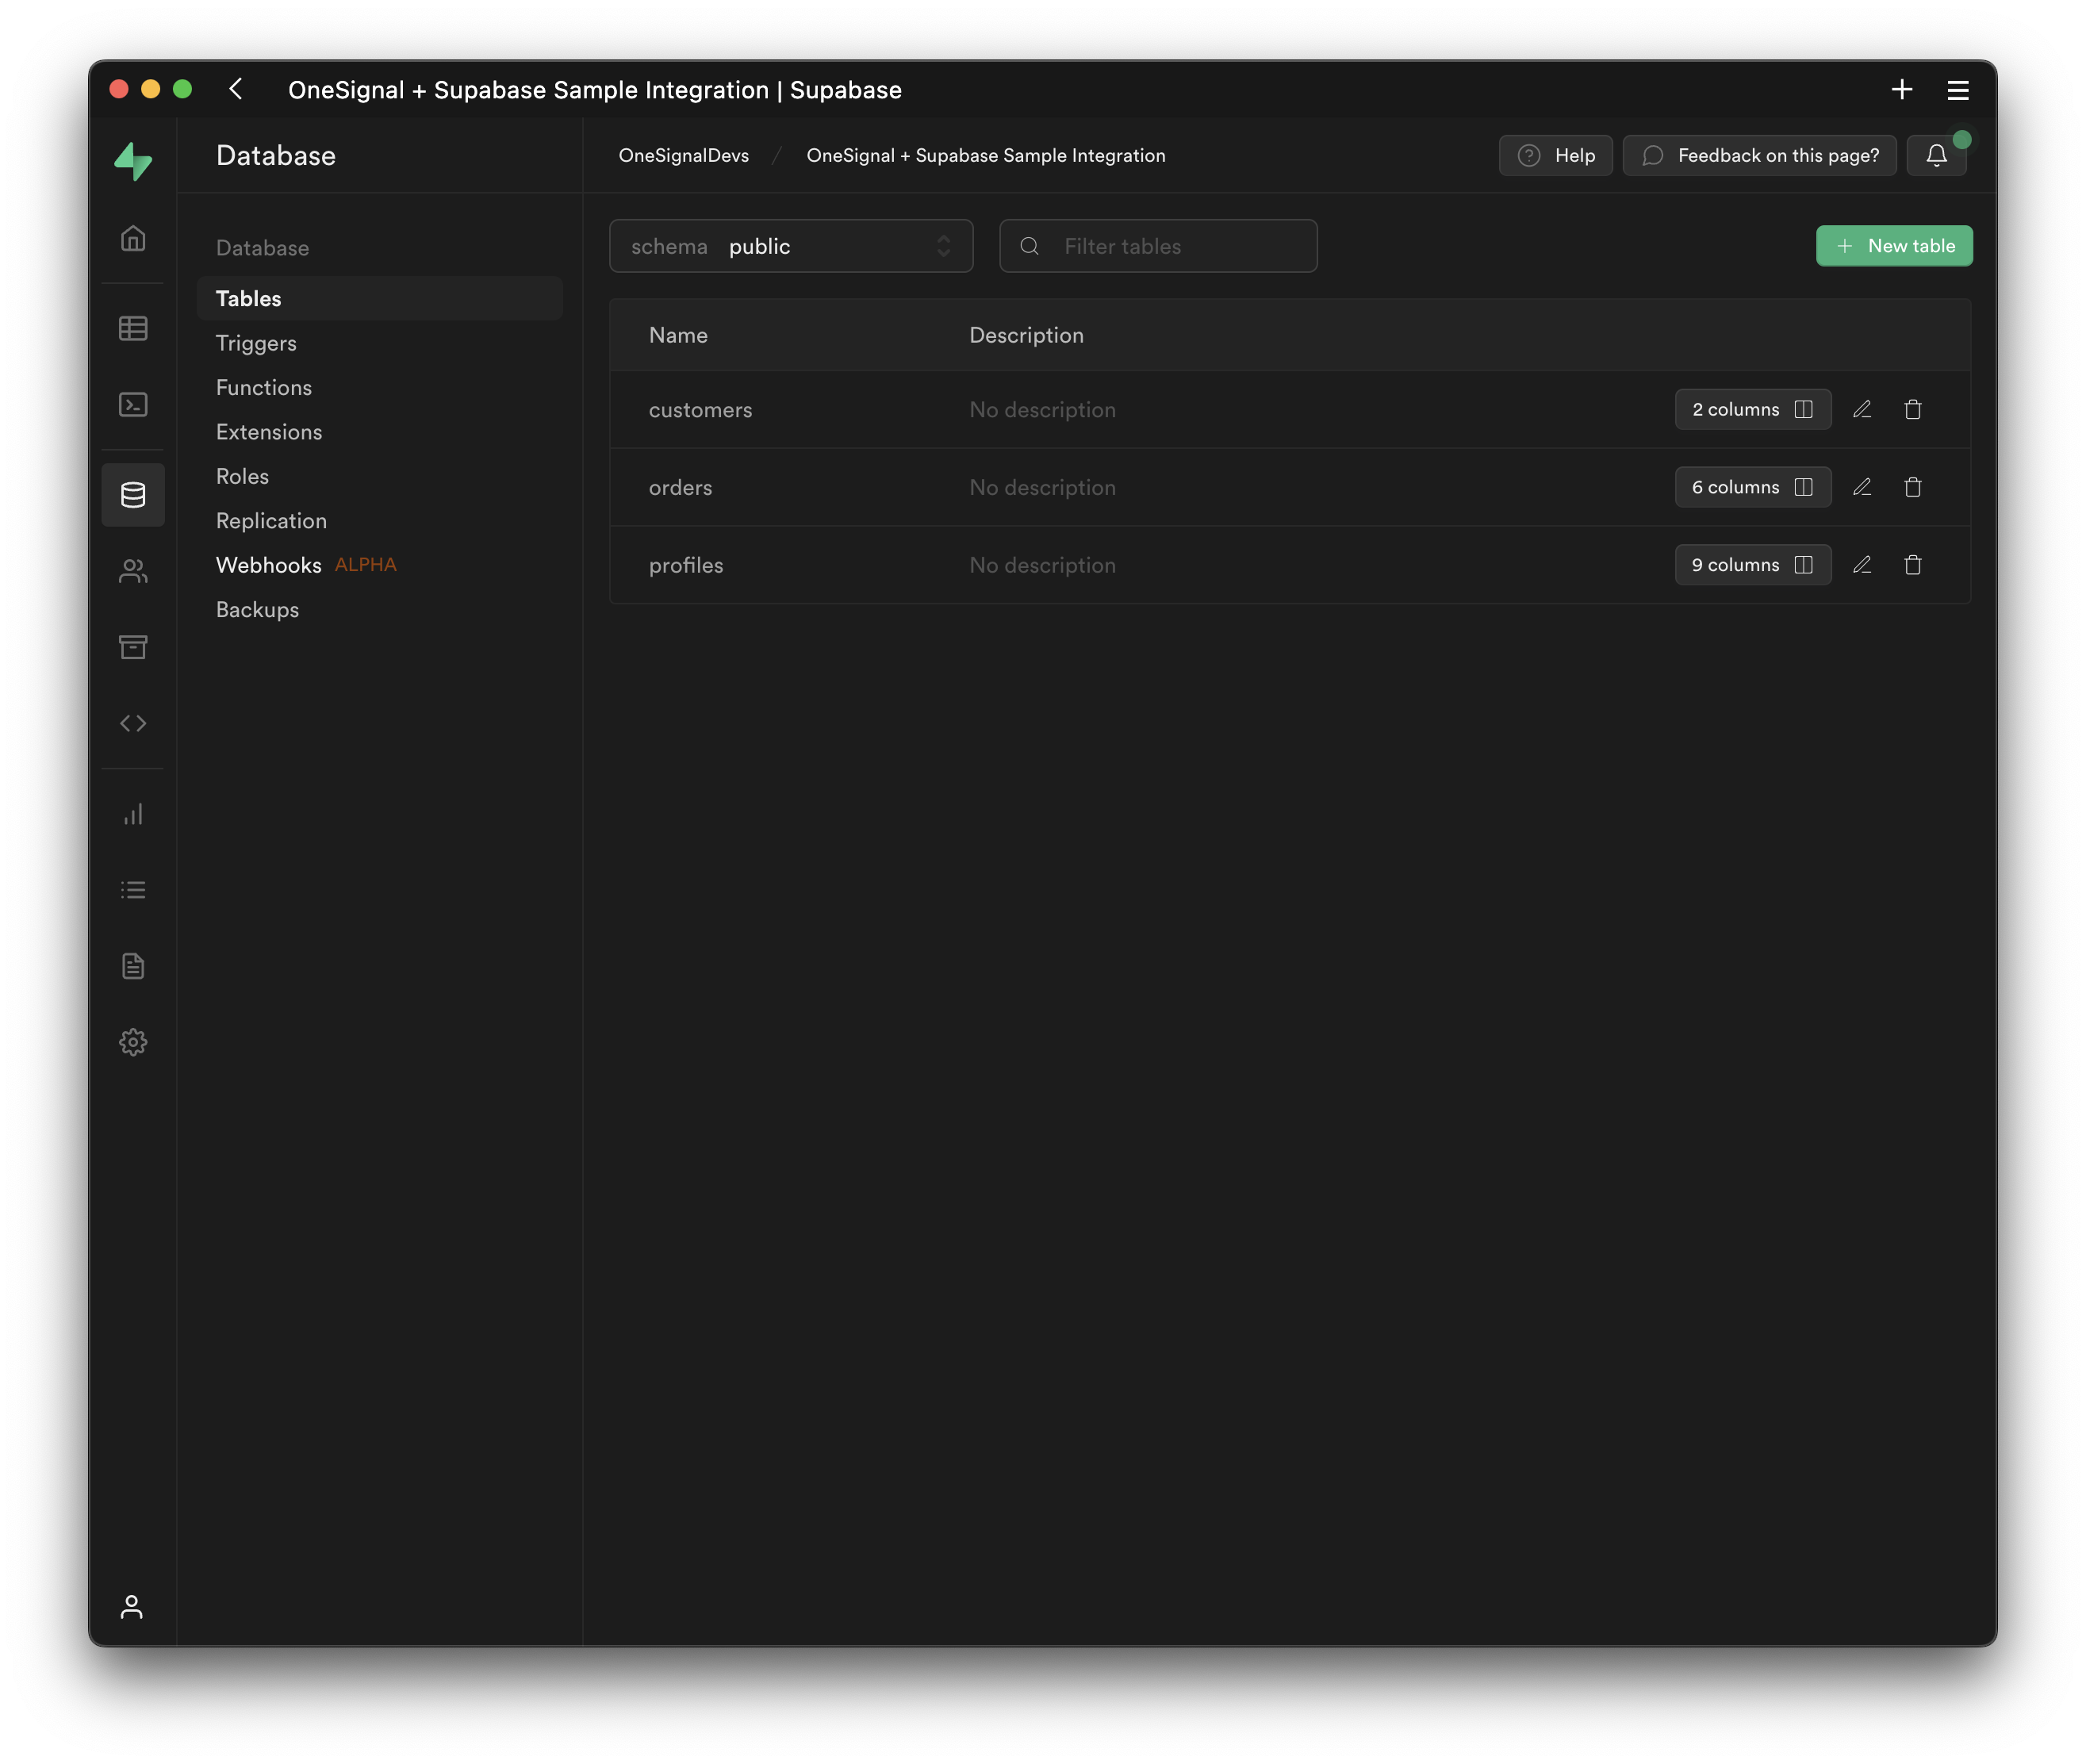 OneSignal + Supabase Sample Integration | Supabase
Database
OneSignalDevs / OneSignal + Supabase Sample Integration
Help
Feedback on this page?
Database
Tables
Triggers
Functions
Extensions
Roles
Replication
Webhooks ALPHA
Backups
schema public
Filter tables
New table
Name Description
customers No description 2 columns
orders No description 6 columns
profiles No description 9 columns